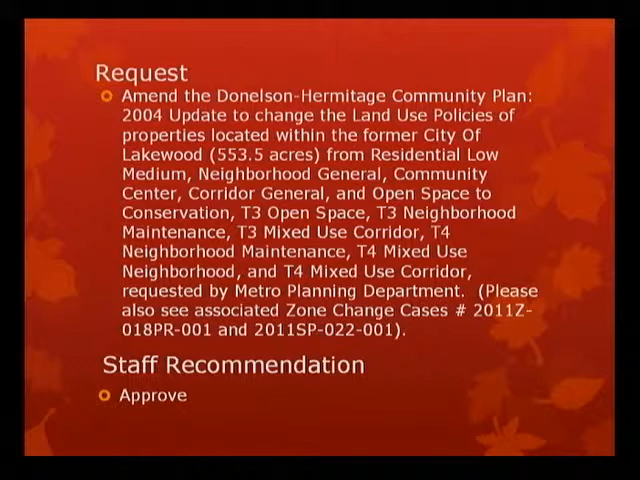 Request
Amend the Donelson-Hermitage Community Plan:
2004 Update to change the Land Use Policies of
properties located within the former City Of
Lakewood (553.5 acres) from Residential Low
Medium, Neighborhood General, Community
Center, Corridor General, and Open Space to
Conservation, T3 Open Space, T3 Neighborhood
Maintenance, T3 Mixed Use Corridor, T4
Neighborhood Maintenance, T4 Mixed Use
Neighborhood, and T4 Mixed Use Corridor,
requested by Metro Planning Department.  (Please
also see associated Zone Change Cases # 2011Z-
018PR-001 and 2011SP-022-001).
Staff Recommendation
Approve